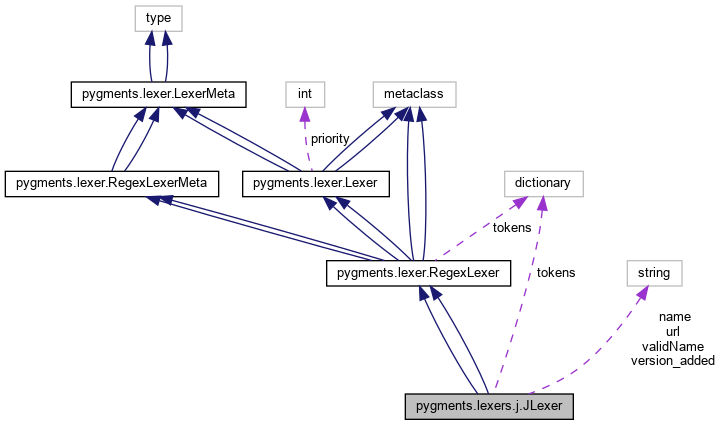 type
pygments.lexer.LexerMeta
int
metaclass
priority
pygments.lexer.RegexLexerMeta
pygments.lexer.Lexer
dictionary
tokens
pygments.lexer.RegexLexer
tokens
string
name
url
validName
version_added
pygments.lexers.j.JLexer